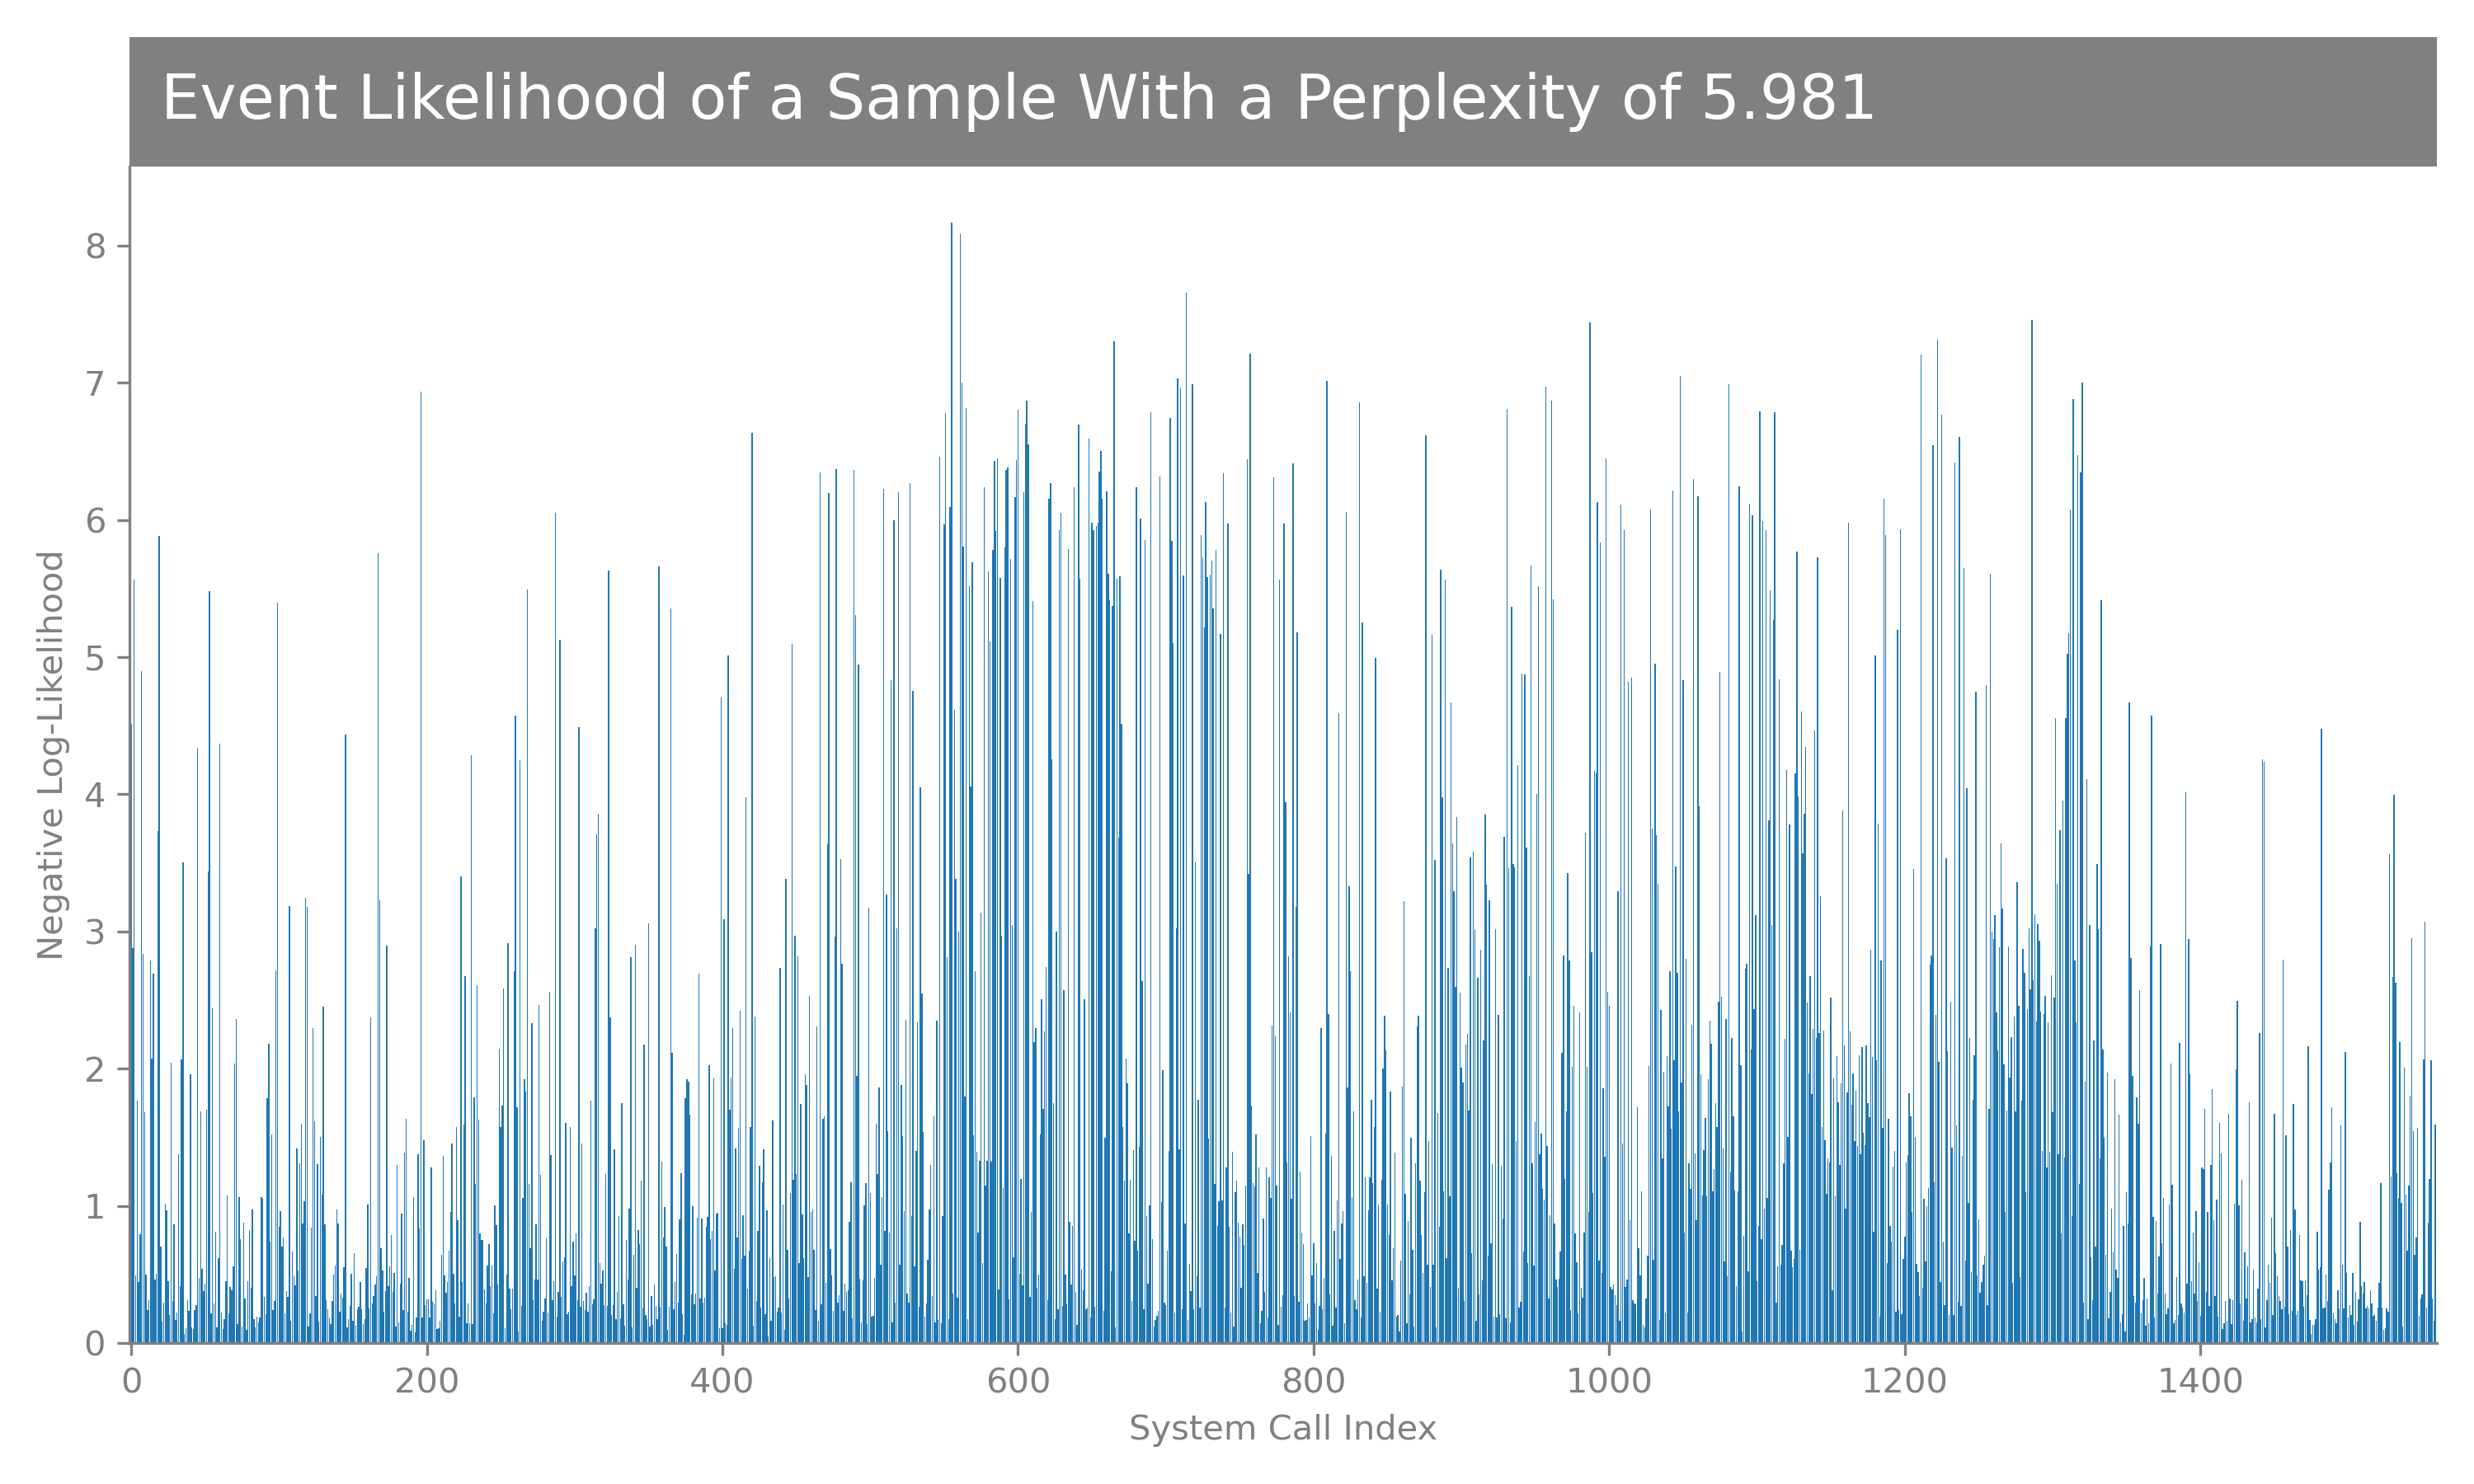 Event Likelihood of a Sample With a Perplexity of 5.981
8
7
6
5
4
3
2
1
0
Negative Log-Likelihood
0 200 400 600 800 1000 1200 1400
System Call Index